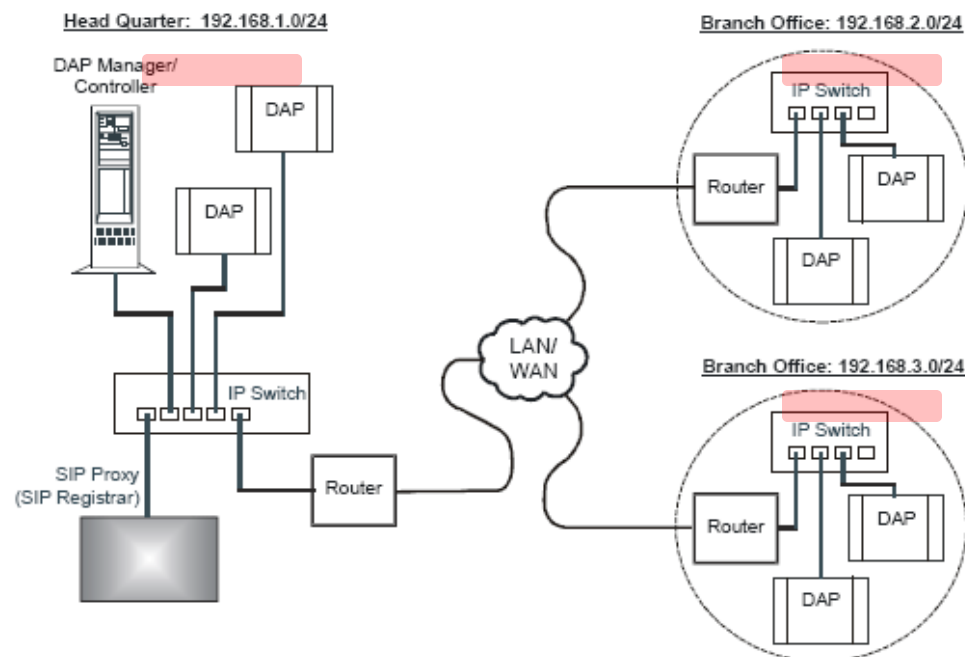 Head Quarter: 192.168.1.0/24
DAP Manager/
Controller
DAP
DAP
IP Switch
SIP Proxy
(SIP Registrar)
Router
LAN/
WAN
Branch Office: 192.168.2.0/24
IP Switch
Router
DAP
DAP
Branch Office: 192.168.3.0/24
IP Switch
Router
DAP
DAP